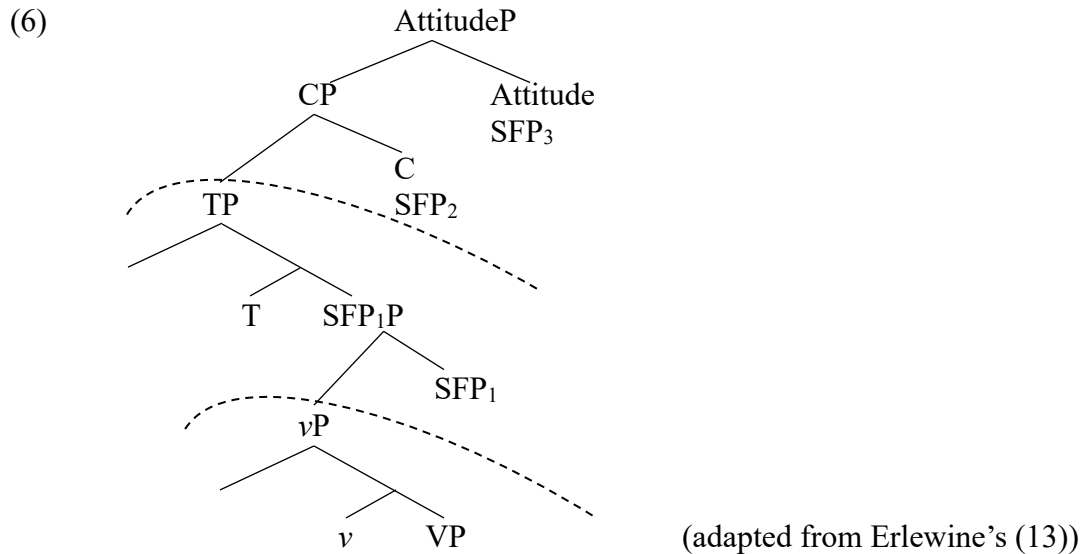 (6)
AttitudeP
CP Attitude
SFP₃
C
TP SFP₂
T SFP₁P
SFP₁
vP
v VP (adapted from Erlewine’s (13))